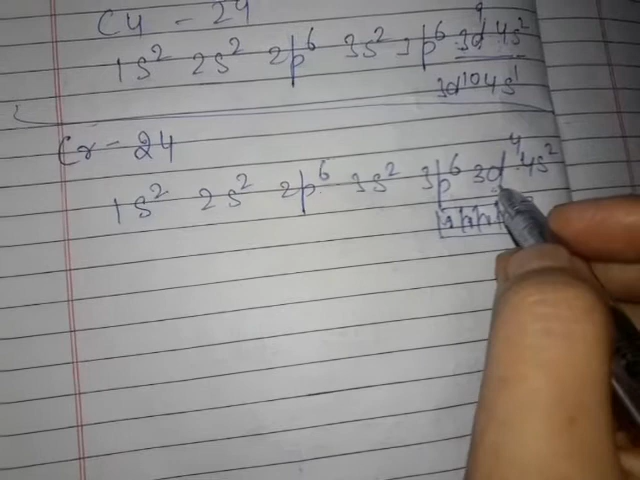 Cu - 24
1s² 2s² 2p⁶ 3s² 3p⁶ 3d⁹ 4s²
3d¹⁰ 4s¹
Cr - 24
1s² 2s² 2p⁶ 3s² 3p⁶ 3d⁴ 4s²